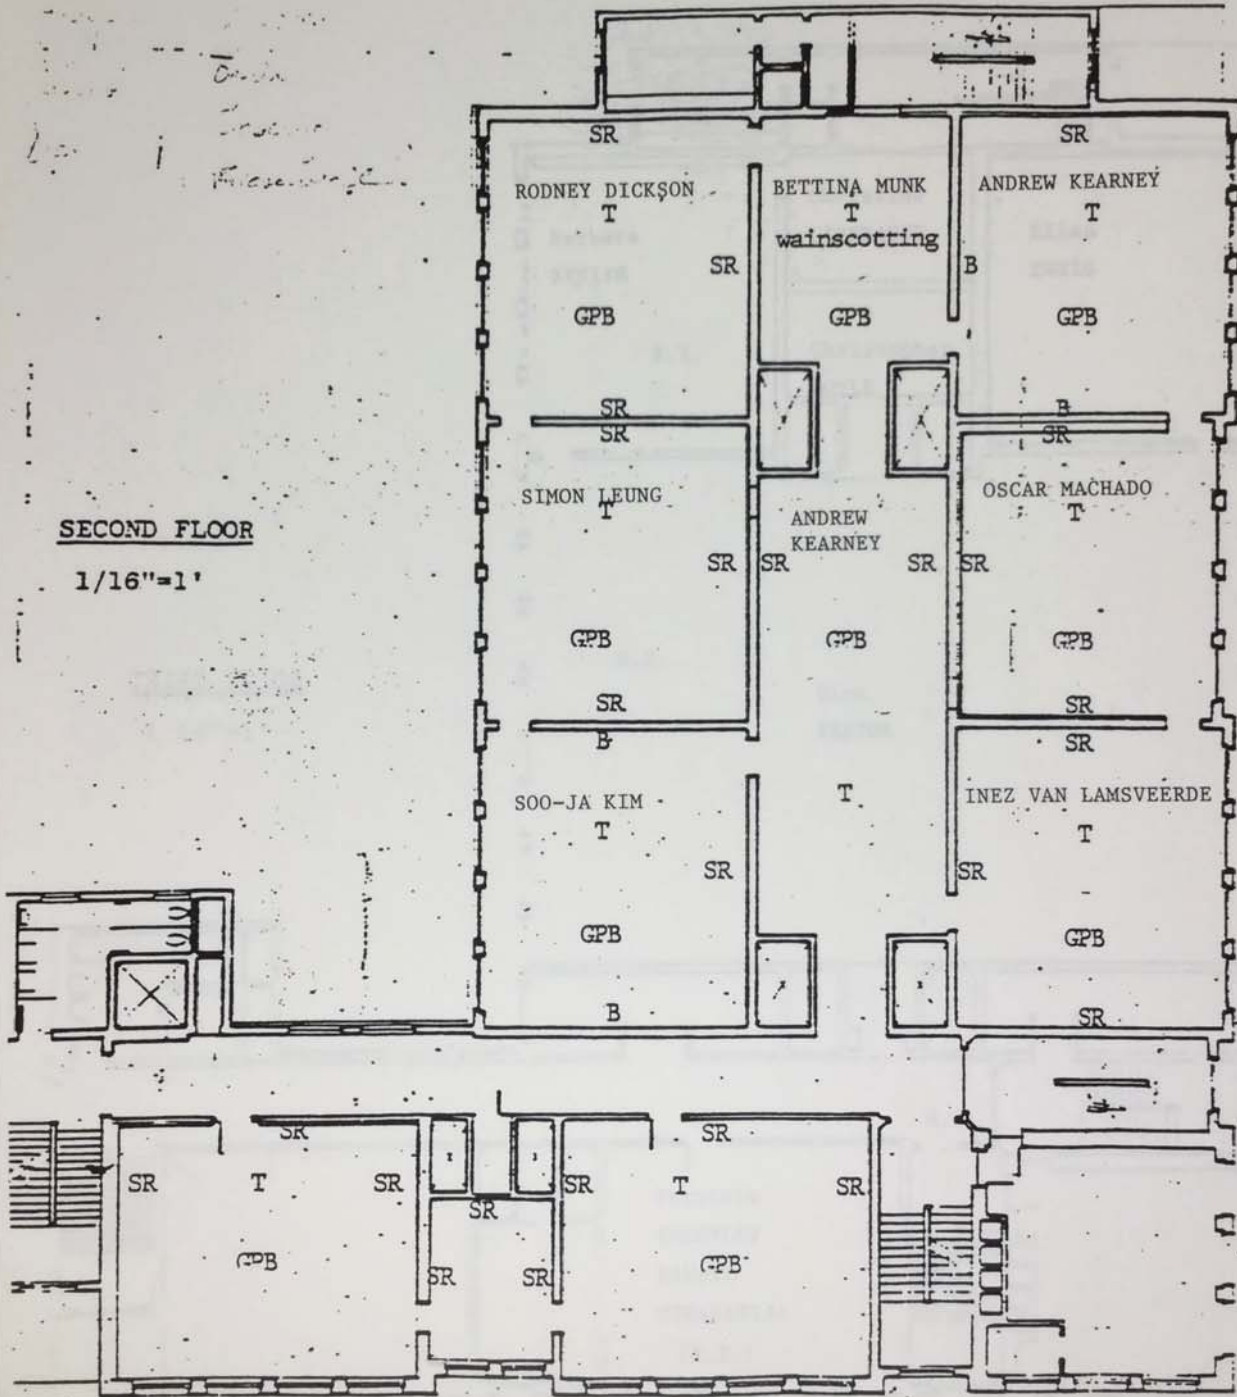 SR
SR
RODNEY DICKSON
T
BETTINA MUNK
T
wainscotting
ANDREW KEARNEY
T
SR
B
GPB
GPB
GPB
SR
SR
B
SR
SIMON LEUNG
T
ANDREW
KEARNEY
OSCAR MACHADO
T
SECOND FLOOR
1/16"=1'
SR
SR
SR
SR
GPB
GPB
GPB
SR
B
SR
SR
SOO-JA KIM
T
T
INEZ VAN LAMSVEERDE
T
SR
SR
GPB
GPB
B
SR
SR
SR
SR
T
SR
SR
T
SR
SR
GPB
SR
SR
GPB